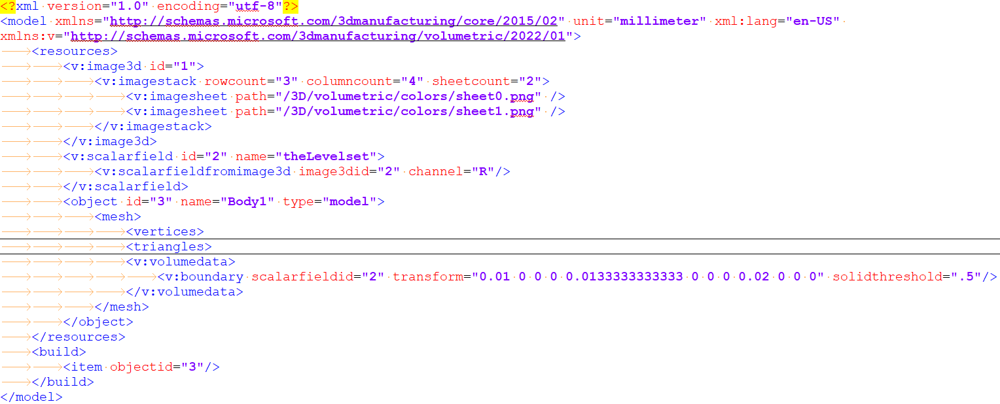 <?xml version="1.0" encoding="utf-8"?>
<model xmlns="http://schemas.microsoft.com/3dmanufacturing/core/2015/02" unit="millimeter" xml:lang="en-US"
xmlns:v="http://schemas.microsoft.com/3dmanufacturing/volumetric/2022/01">
<resources>
<v:image3d id="1">
<v:imagestack rowcount="3" columncount="4" sheetcount="2">
<v:imagesheet path="/3D/volumetric/colors/sheet0.png" />
<v:imagesheet path="/3D/volumetric/colors/sheet1.png" />
</v:imagestack>
</v:image3d>
<v:scalarfield id="2" name="theLevelset">
<v:scalarfieldfromimage3d image3did="2" channel="R"/>
</v:scalarfield>
<object id="3" name="Body1" type="model">
<mesh>
<vertices>
<triangles>
<v:volumedata>
<v:boundary scalarfieldid="2" transform="0.01 0 0 0 0.0133333333333 0 0 0 0.02 0 0 0" solidthreshold=".5"/>
</v:volumedata>
</mesh>
</object>
</resources>
<build>
<item objectid="3"/>
</build>
</model>